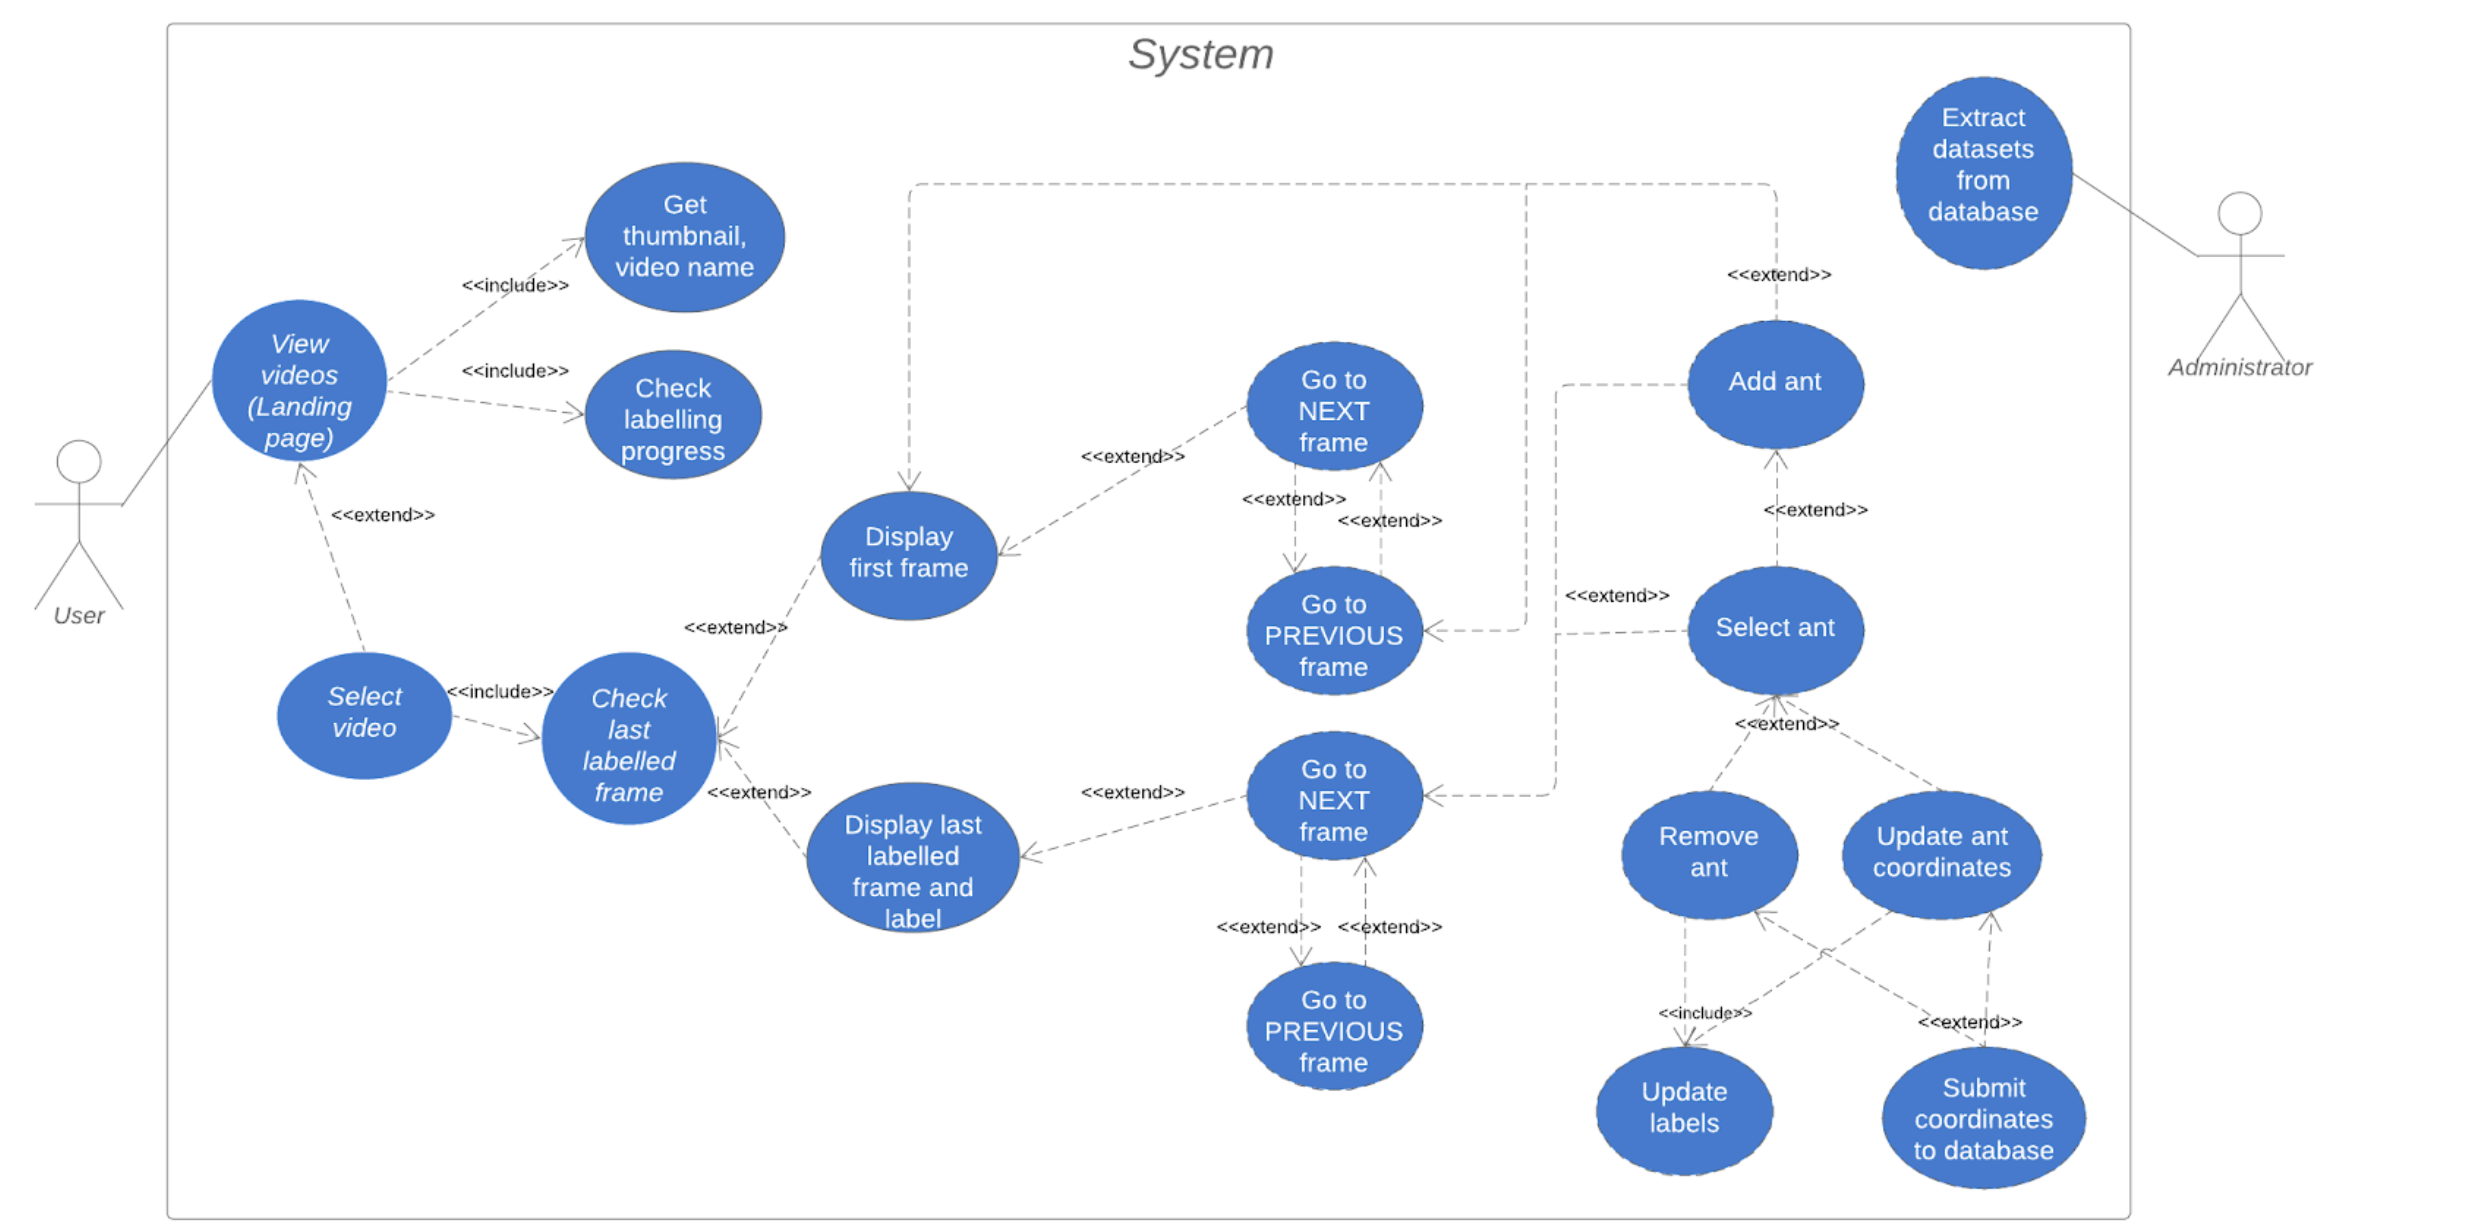 System
Extract
datasets
from
database
Administrator
Get
thumbnail,
video name
<<include>>
View
videos
(Landing
page)
<<include>>
Check
labelling
progress
User
<<extend>>
Select
video
<<include>>
Check
last
labelled
frame
<<extend>>
Display
first frame
<<extend>>
Display last
labelled
frame and
label
<<extend>>
Go to
NEXT
frame
<<extend>>
<<extend>>
Go to
PREVIOUS
frame
<<extend>>
Go to
NEXT
frame
<<extend>>
<<extend>>
Go to
PREVIOUS
frame
<<extend>>
Add ant
<<extend>>
<<extend>>
Select ant
<<extend>>
Remove
ant
Update ant
coordinates
<<include>>
<<extend>>
Update
labels
Submit
coordinates
to database